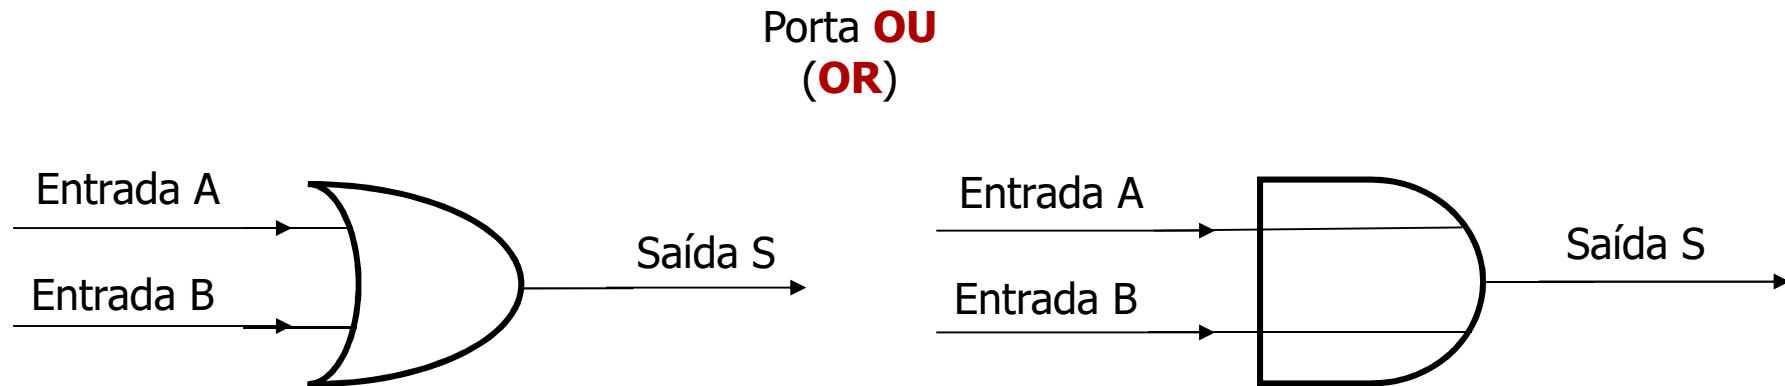 Porta OU
(OR)
Entrada A
Entrada B
Saída S
Entrada A
Entrada B
Saída S